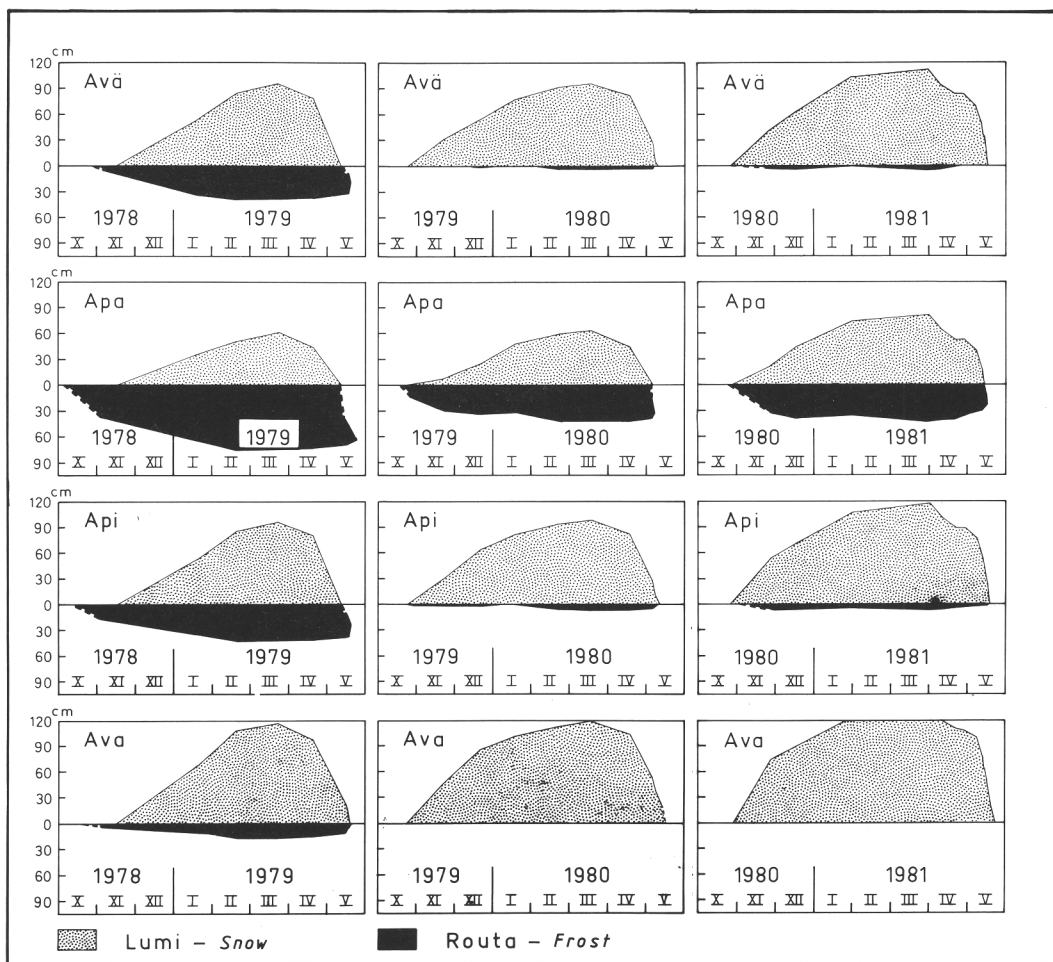 cm
120 Avä Avä Avä
90
60
30
0
30
60 1978 1979 1979 1980 1980 1981
90 X XI XII I II III IV V X XI XII I II III IV V X XI XII I II III IV V
cm
120 Apa Apa Apa
90
60
30
0
30
60 1978 1979 1979 1980 1980 1981
90 X XI XII I II III IV V X XI XII I II III IV V X XI XII I II III IV V
cm
120 Api Api Api
90
60
30
0
30
60 1978 1979 1979 1980 1980 1981
90 X XI XII I II III IV V X XI XII I II III IV V X XI XII I II III IV V
cm
120 Ava Ava Ava
90
60
30
0
30
60 1978 1979 1979 1980 1980 1981
90 X XI XII I II III IV V X XI XII I II III IV V X XI XII I II III IV V
Lumi – Snow Routa – Frost